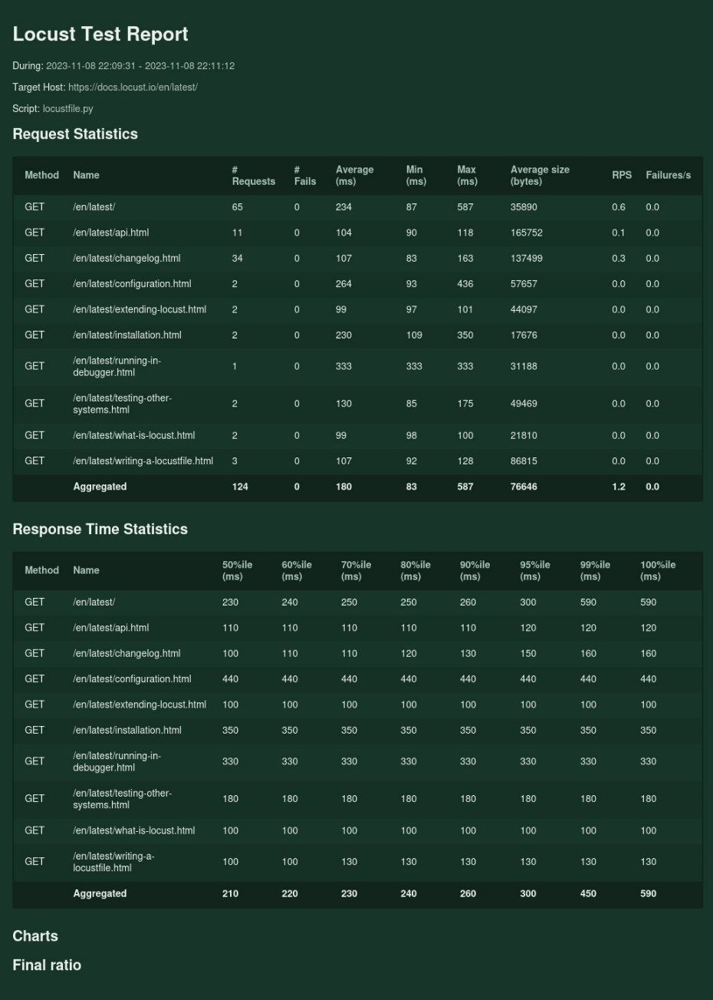 Locust Test Report
During: 2023-11-08 22:09:31 - 2023-11-08 22:11:12
Target Host: https://docs.locust.io/en/latest/
Script: locustfile.py
Request Statistics
Method Name # Requests # Fails Average (ms) Min (ms) Max (ms) Average size (bytes) RPS Failures/s
GET /en/latest/ 65 0 234 87 587 35890 0.6 0.0
GET /en/latest/api.html 11 0 104 90 118 165752 0.1 0.0
GET /en/latest/changelog.html 34 0 107 83 163 137499 0.3 0.0
GET /en/latest/configuration.html 2 0 264 93 436 57657 0.0 0.0
GET /en/latest/extending-locust.html 2 0 99 97 101 44097 0.0 0.0
GET /en/latest/installation.html 2 0 230 109 350 17676 0.0 0.0
GET /en/latest/running-in-debugger.html 1 0 333 333 333 31188 0.0 0.0
GET /en/latest/testing-other-systems.html 2 0 130 85 175 49469 0.0 0.0
GET /en/latest/what-is-locust.html 2 0 99 98 100 21810 0.0 0.0
GET /en/latest/writing-a-locustfile.html 3 0 107 92 128 86815 0.0 0.0
Aggregated 124 0 180 83 587 76646 1.2 0.0
Response Time Statistics
Method Name 50%ile (ms) 60%ile (ms) 70%ile (ms) 80%ile (ms) 90%ile (ms) 95%ile (ms) 99%ile (ms) 100%ile (ms)
GET /en/latest/ 230 240 250 250 260 300 590 590
GET /en/latest/api.html 110 110 110 110 110 120 120 120
GET /en/latest/changelog.html 100 110 110 120 130 150 160 160
GET /en/latest/configuration.html 440 440 440 440 440 440 440 440
GET /en/latest/extending-locust.html 100 100 100 100 100 100 100 100
GET /en/latest/installation.html 350 350 350 350 350 350 350 350
GET /en/latest/running-in-debugger.html 330 330 330 330 330 330 330 330
GET /en/latest/testing-other-systems.html 180 180 180 180 180 180 180 180
GET /en/latest/what-is-locust.html 100 100 100 100 100 100 100 100
GET /en/latest/writing-a-locustfile.html 100 100 130 130 130 130 130 130
Aggregated 210 220 230 240 260 300 450 590
Charts
Final ratio